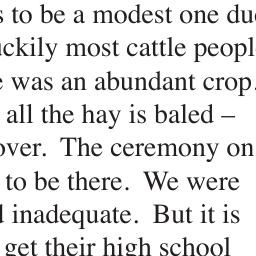 s to be a modest one du
uckily most cattle peopl
was an abundant crop.
all the hay is baled –
over. The ceremony on
to be there. We were
inadequate. But it is
get their high school